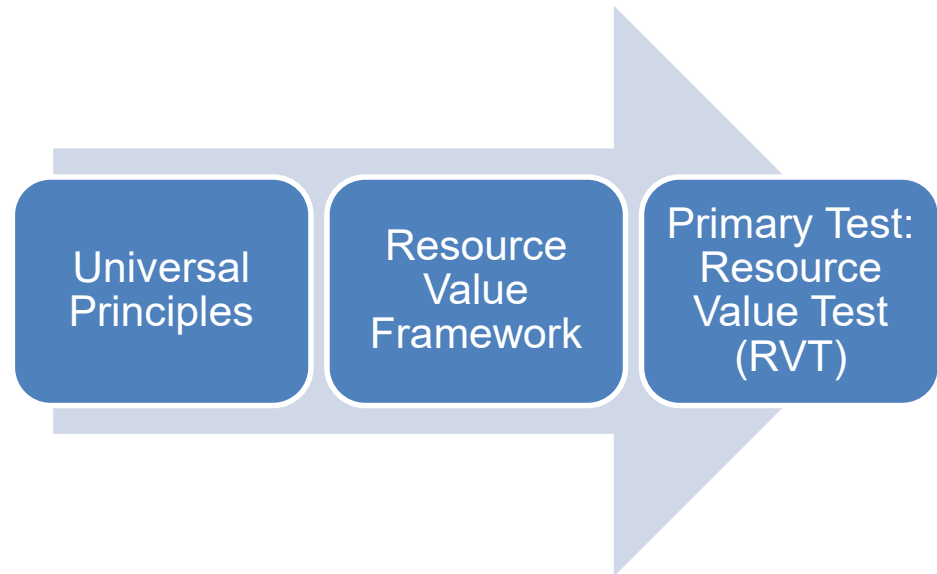 Universal
Principles
Resource
Value
Framework
Primary Test:
Resource
Value Test
(RVT)